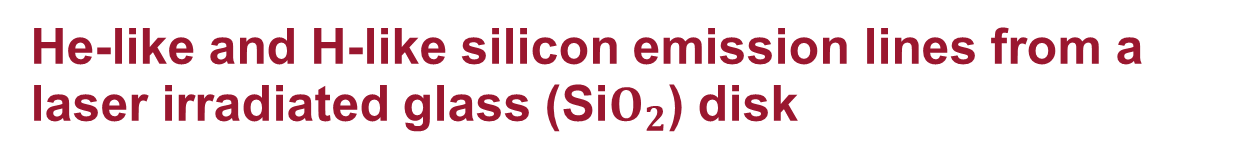 He-like and H-like silicon emission lines from a
laser irradiated glass (SiO₂) disk